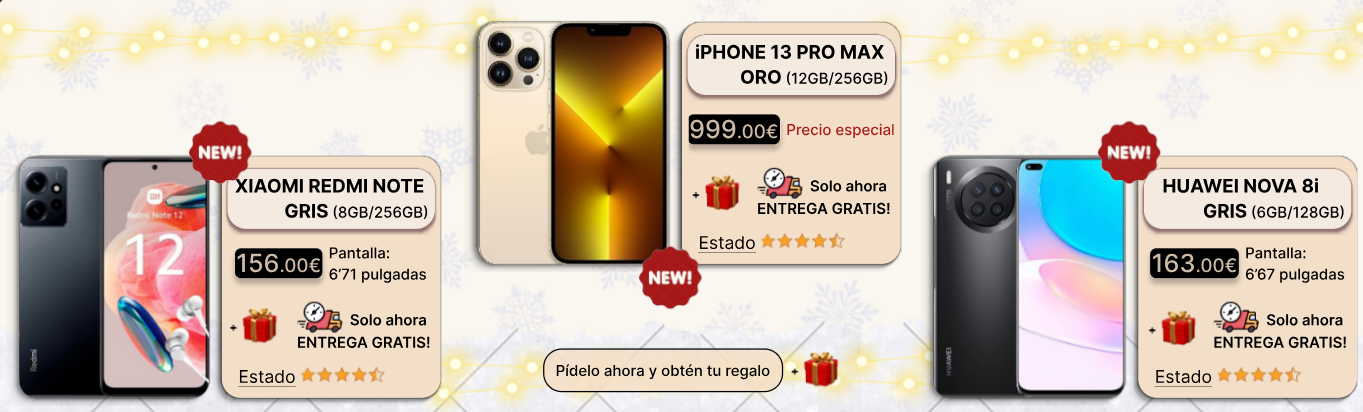 NEW!
XIAOMI REDMI NOTE
GRIS (8GB/256GB)
156.00€
Pantalla:
6'71 pulgadas
+
Solo ahora
ENTREGA GRATIS!
Estado
Redmi
Redmi Note 12
12
iPHONE 13 PRO MAX
ORO (12GB/256GB)
999.00€ Precio especial
+
Solo ahora
ENTREGA GRATIS!
Estado
NEW!
Pídelo ahora y obtén tu regalo +
NEW!
HUAWEI NOVA 8i
GRIS (6GB/128GB)
163.00€
Pantalla:
6'67 pulgadas
+
Solo ahora
ENTREGA GRATIS!
Estado
HUAWEI